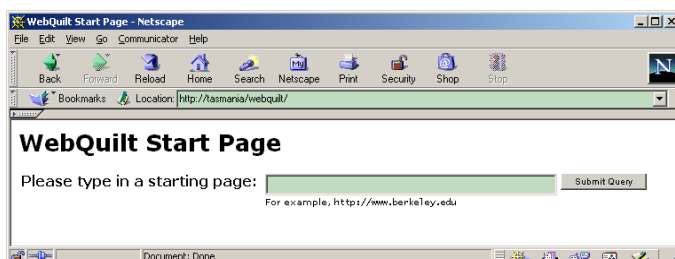 WebQuilt Start Page - Netscape
File Edit View Go Communicator Help
My
Back Forward Reload Home Search Netscape Print Security Shop Stop
N
Bookmarks Location: http://tasmania/webquilt/
WebQuilt Start Page
Please type in a starting page: Submit Query
For example, http://www.berkeley.edu
Document: Done